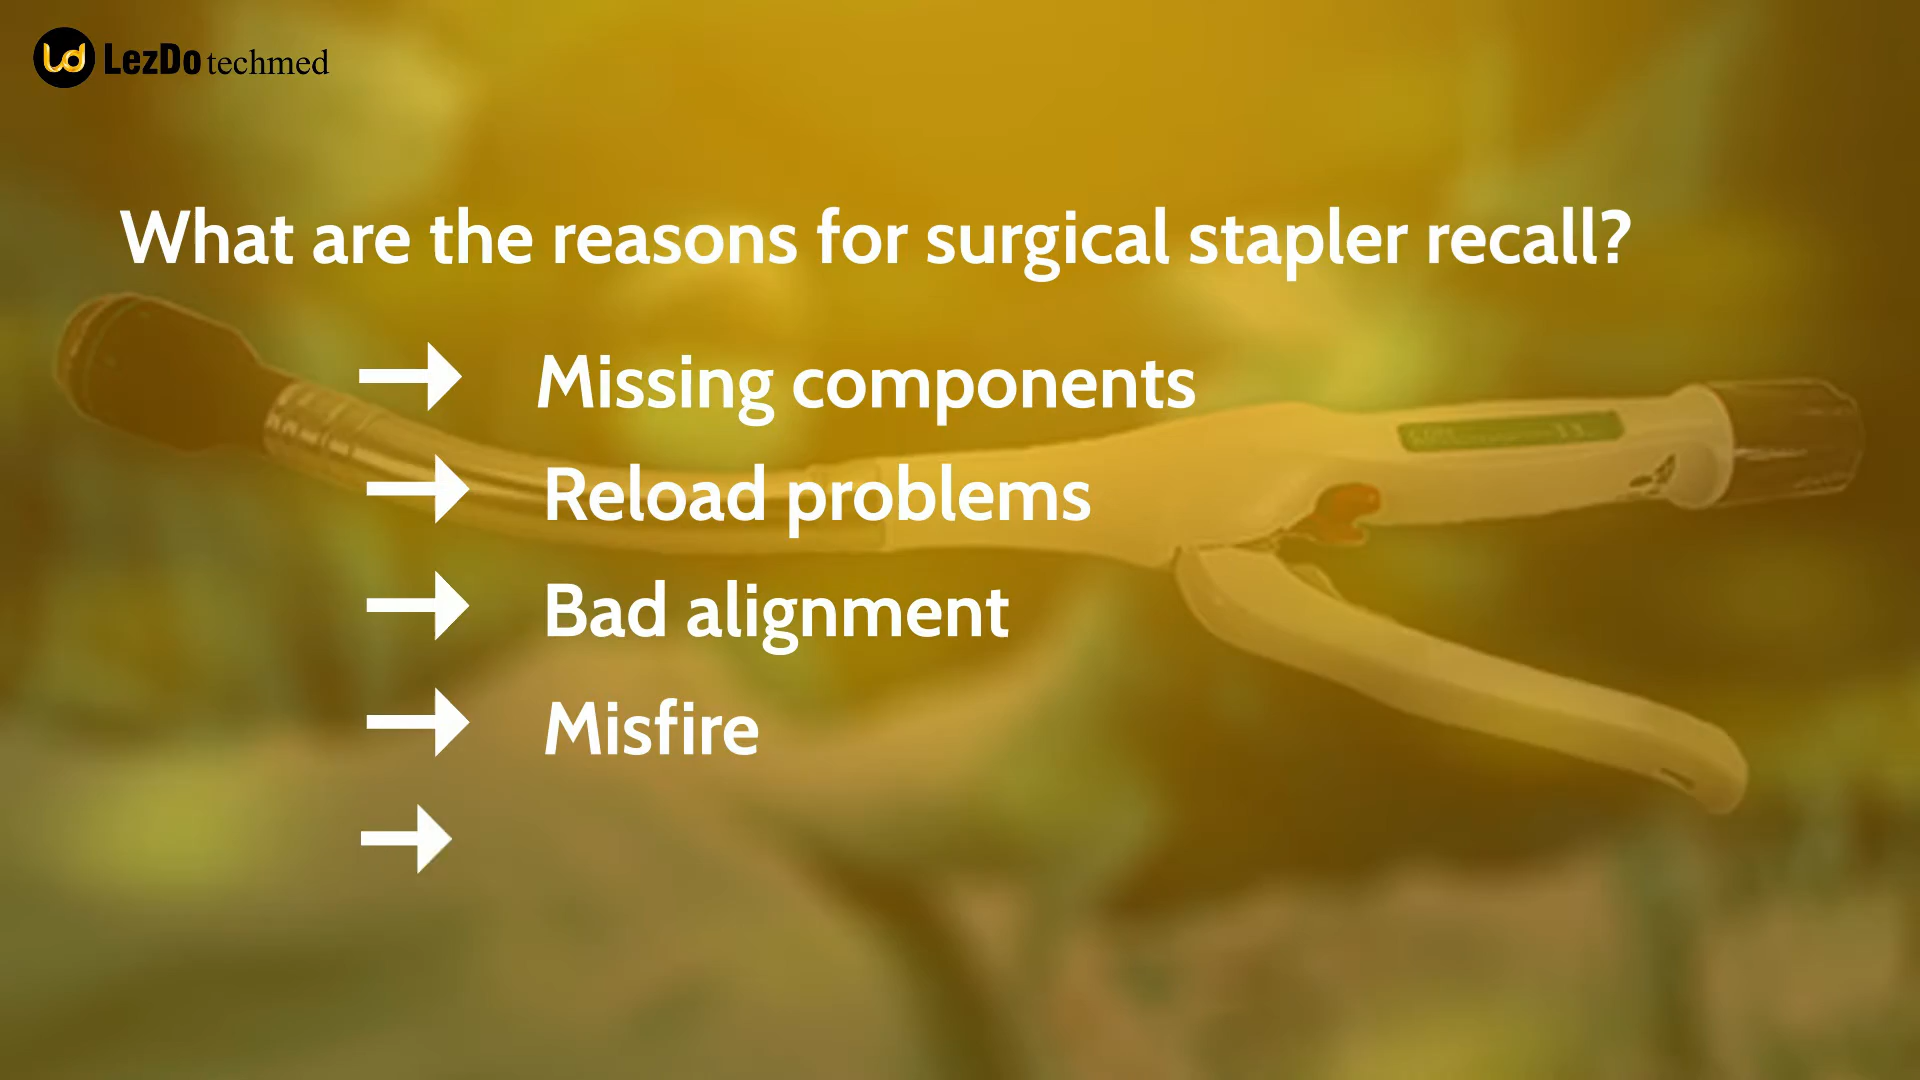 LezDo techmed
What are the reasons for surgical stapler recall?
Missing components
Reload problems
Bad alignment
Misfire